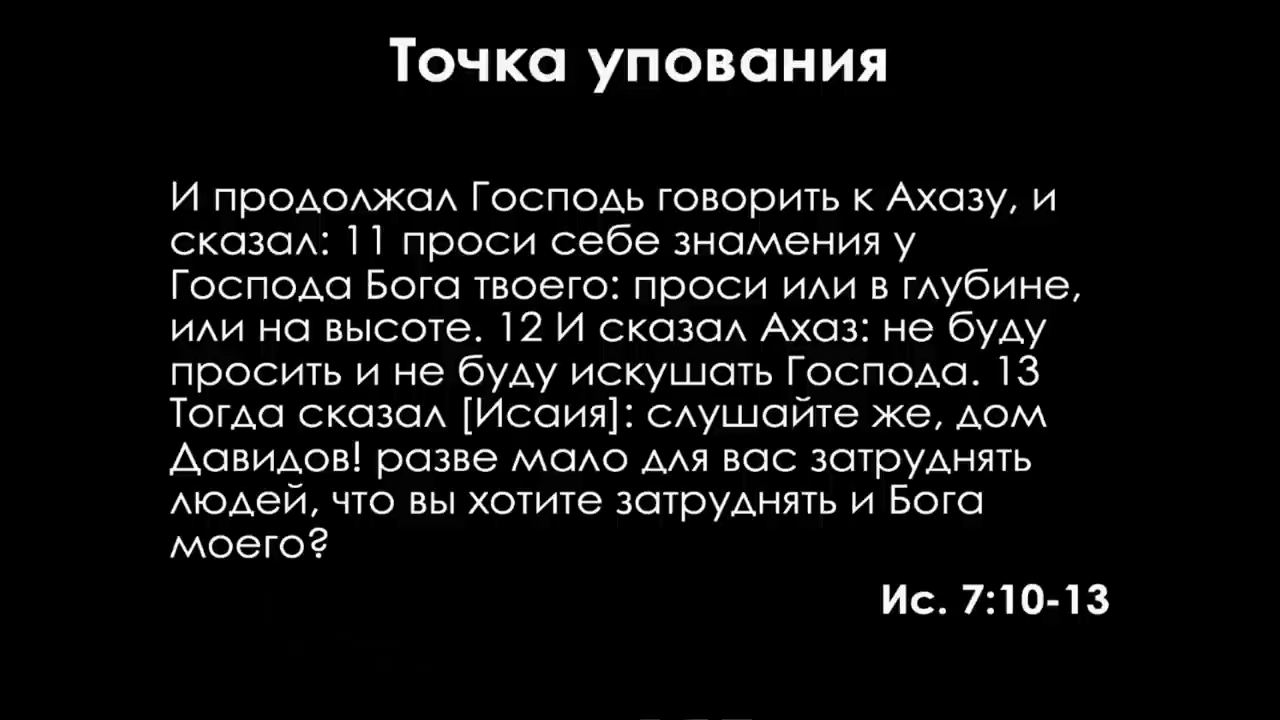 Точка упования
И продолжал Господь говорить к Ахазу, и
сказал: 11 проси себе знамения у
Господа Бога твоего: проси или в глубине,
или на высоте. 12 И сказал Ахаз: не буду
просить и не буду искушать Господа. 13
Тогда сказал [Исаия]: слушайте же, дом
Давидов! разве мало для вас затруднять
людей, что вы хотите затруднять и Бога
моего?
Ис. 7:10-13